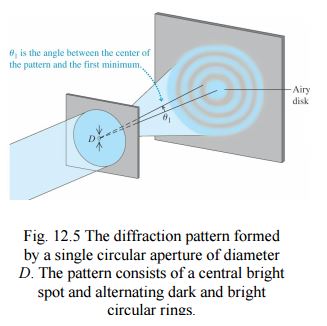 θ₁ is the angle between the center of
the pattern and the first minimum.
Airy
disk
θ₁
D
Fig. 12.5 The diffraction pattern formed
by a single circular aperture of diameter
D. The pattern consists of a central bright
spot and alternating dark and bright
circular rings.